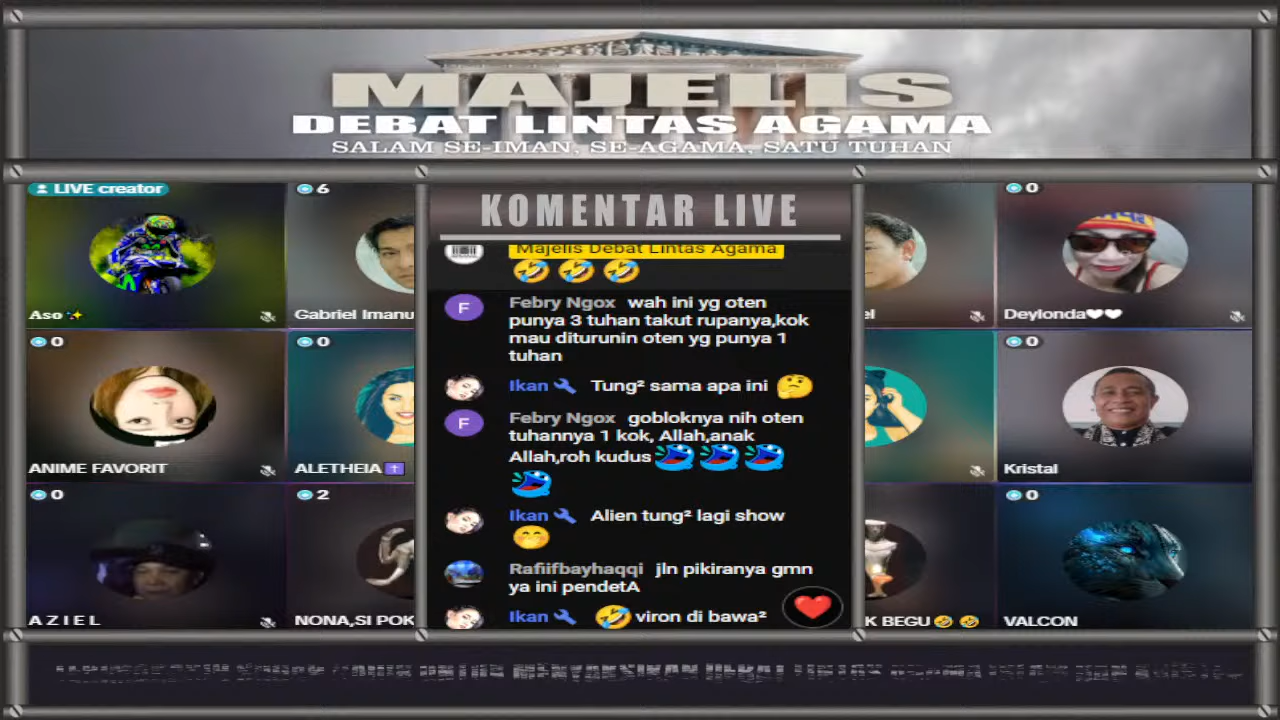 MAJELIS
DEBAT LINTAS AGAMA
SALAM SE-IMAN, SE-AGAMA, SATU TUHAN
LIVE creator
6
KOMENTAR LIVE
0
Majelis Debat Lintas Agama
Aso
Gabriel Imanu
el
Deylonda
Febry Ngox wah ini yg oten
punya 3 tuhan takut rupanya,kok
mau diturunin oten yg punya 1
tuhan
0
0
0
Ikan Tung² sama apa ini
Febry Ngox gobloknya nih oten
tuhannya 1 kok, Allah,anak
Allah,roh kudus
ANIME FAVORIT
ALETHEIA
Kristal
0
2
0
Ikan Alien tung² lagi show
Rafiifbayhaqqi jln pikiranya gmn
ya ini pendetA
Ikan viron di bawa²
A Z I E L
NONA,SI POK
K BEGU
VALCON